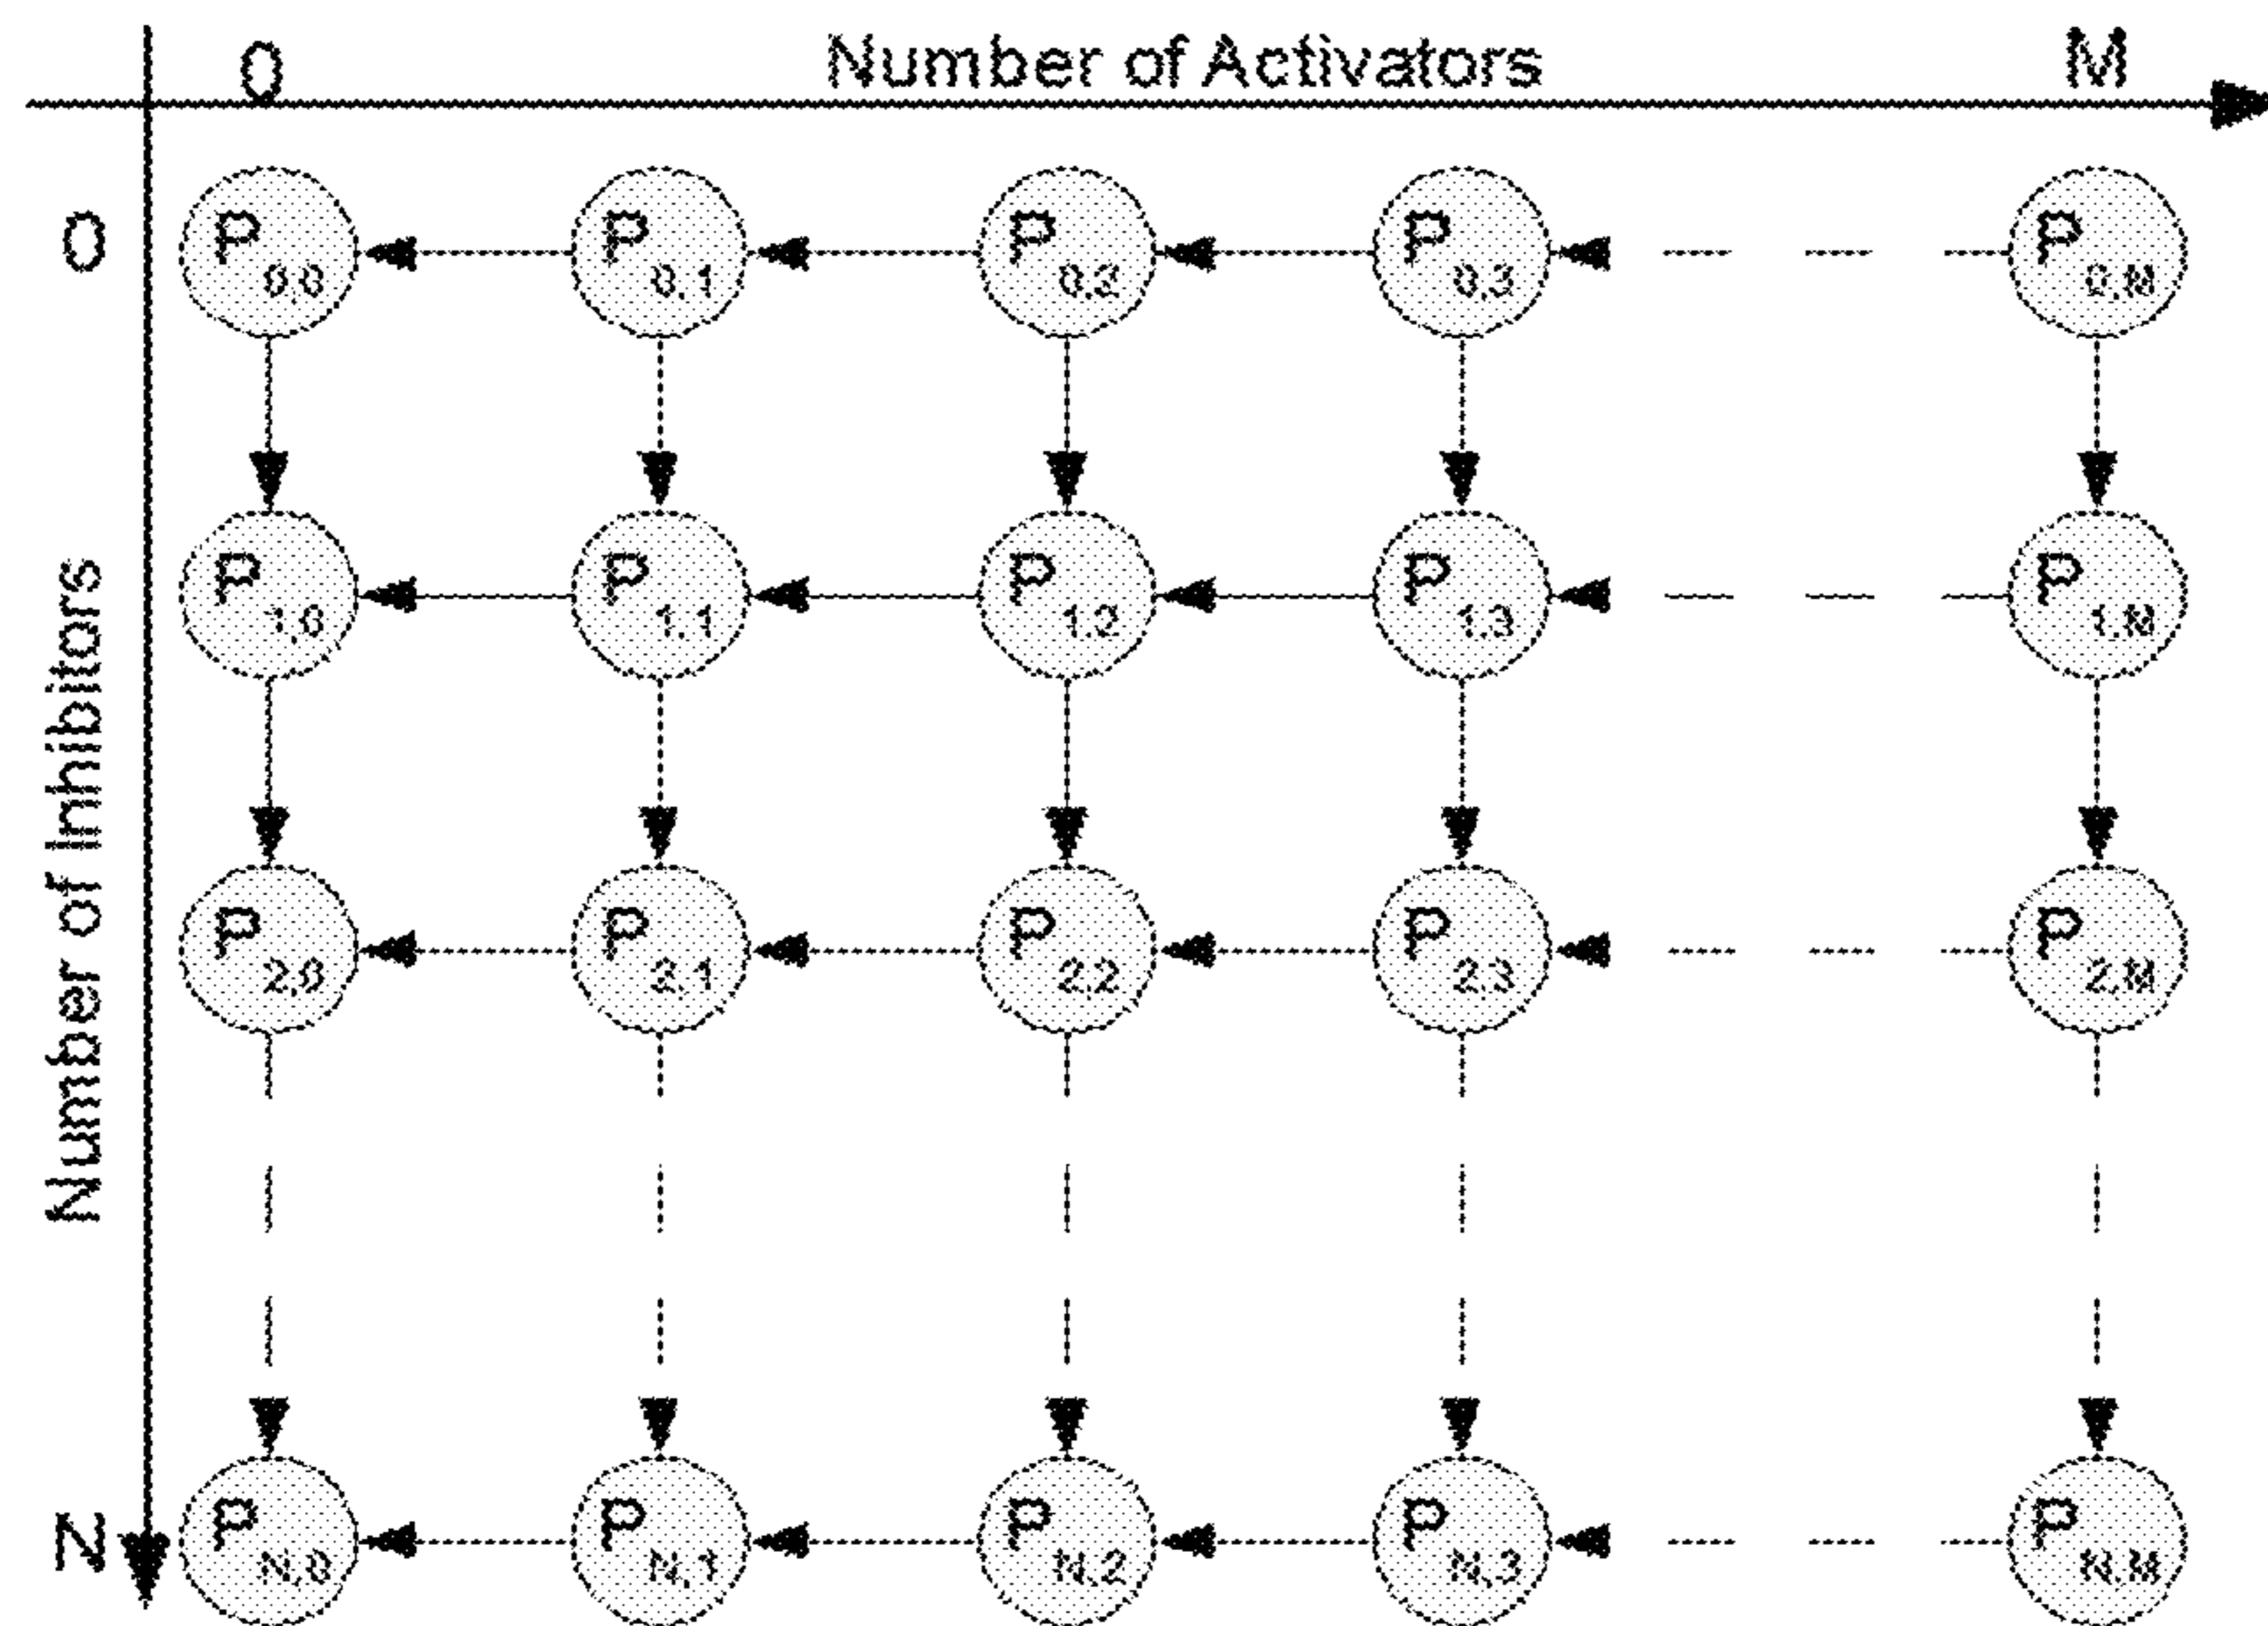 0 Number of Activators M
0 P0,0 P0,1 P0,2 P0,3 P0,M
P1,0 P1,1 P1,2 P1,3 P1,M
Number of Inhibitors
P2,0 P2,1 P2,2 P2,3 P2,M
N PN,0 PN,1 PN,2 PN,3 PN,M